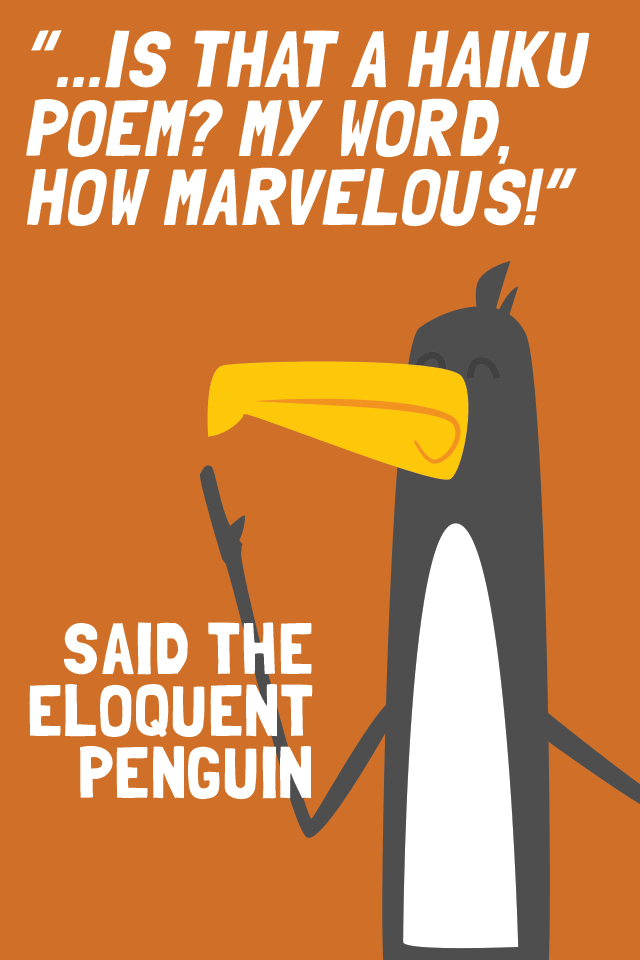 “...IS THAT A HAIKU
POEM? MY WORD,
HOW MARVELOUS!”
SAID THE
ELOQUENT
PENGUIN